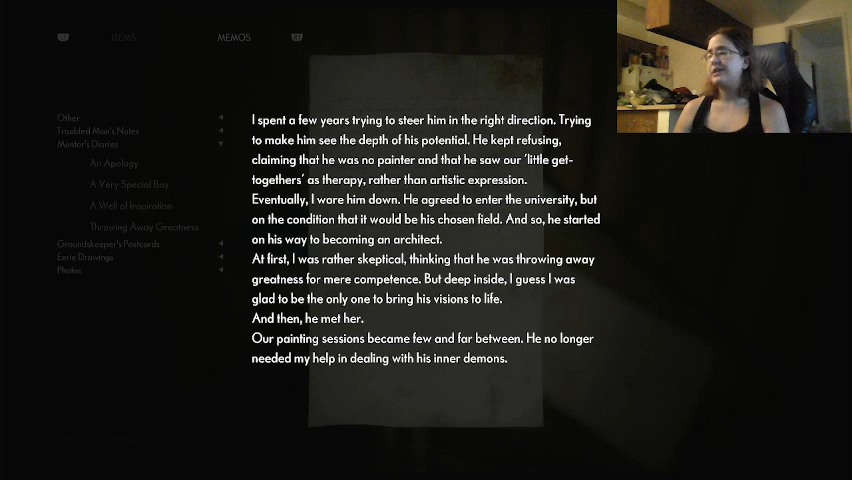 ITEMS MEMOS
Other
Troubled Man's Notes
Mentor's Diaries
An Apology
A Very Special Boy
A Well of Inspiration
Throwing Away Greatness
Groundskeeper's Postcards
Eerie Drawings
Photos
I spent a few years trying to steer him in the right direction. Trying
to make him see the depth of his potential. He kept refusing,
claiming that he was no painter and that he saw our 'little get-
togethers' as therapy, rather than artistic expression.
Eventually, I wore him down. He agreed to enter the university, but
on the condition that it would be his chosen field. And so, he started
on his way to becoming an architect.
At first, I was rather skeptical, thinking that he was throwing away
greatness for mere competence. But deep inside, I guess I was
glad to be the only one to bring his visions to life.
And then, he met her.
Our painting sessions became few and far between. He no longer
needed my help in dealing with his inner demons.